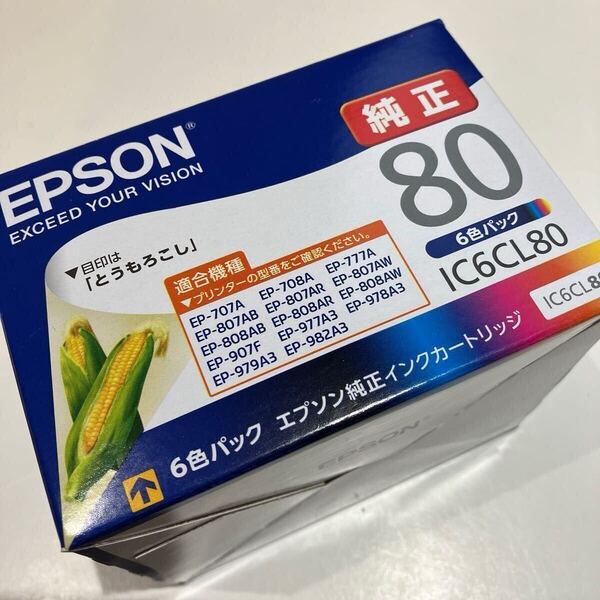 純正
EPSON®
EXCEED YOUR VISION
80
6色パック
IC6CL80
▼目印は
「とうもろこし」
適合機種
▼プリンターの型番をご確認ください。
EP-707A EP-708A EP-777A
EP-807AB EP-807AR EP-807AW
EP-808AB EP-808AR EP-808AW
EP-907F EP-977A3 EP-978A3
EP-979A3 EP-982A3
6色パック エプソン純正インクカートリッジ
IC6CL80
EPSON